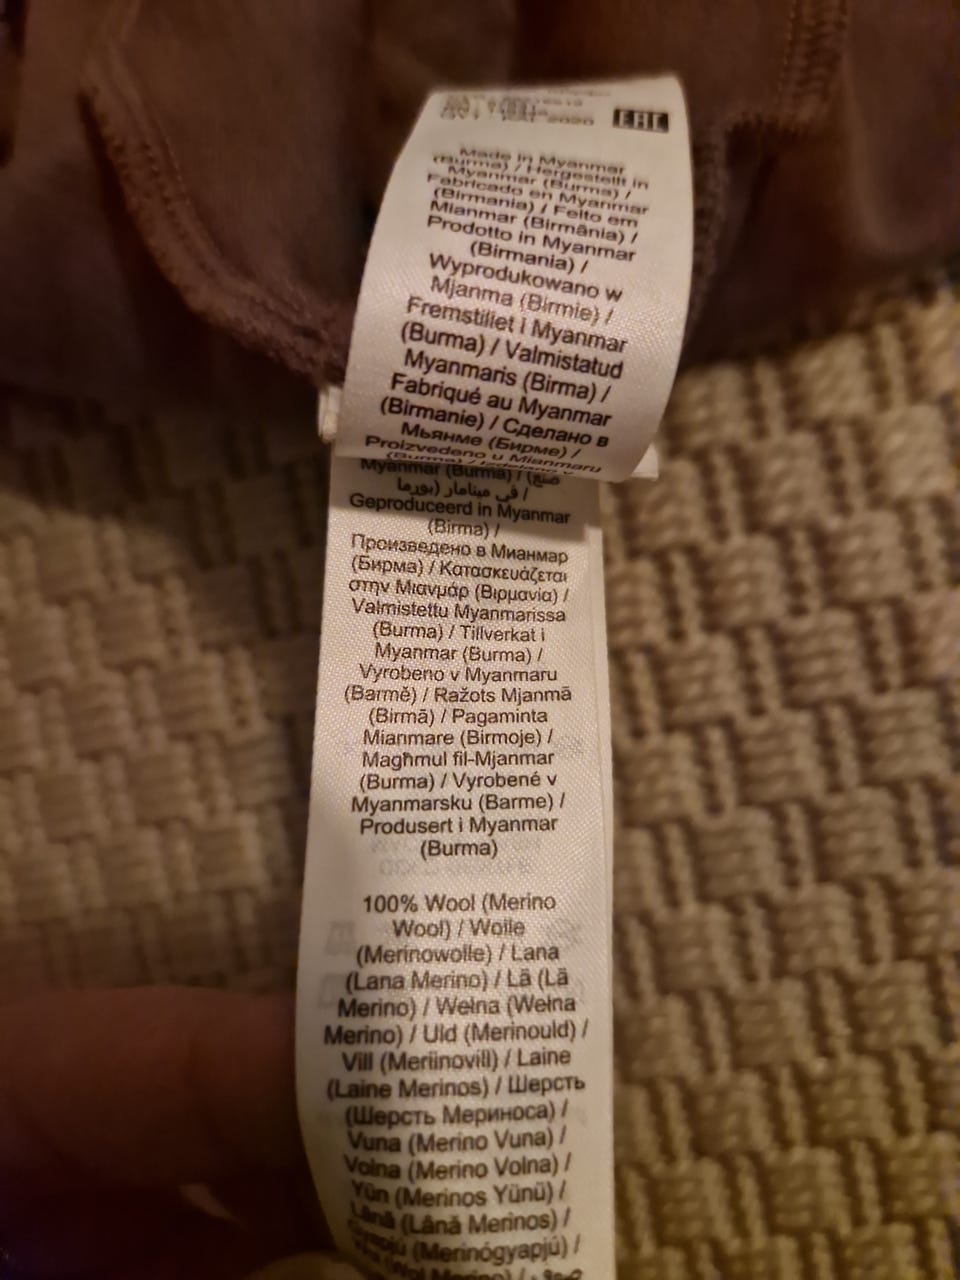 EAC
Made in Myanmar
(Burma) / Hergestellt in
Myanmar (Burma) /
Fabricado en Myanmar
(Birmania) / Feito em
Mianmar (Birmânia) /
Prodotto in Myanmar
(Birmania) /
Wyprodukowano w
Mjanma (Birmie) /
Fremstillet i Myanmar
(Burma) / Valmistatud
Myanmaris (Birma) /
Fabriqué au Myanmar
(Birmanie) / Сделано в
Мьянме (Бирме) /
Proizvedeno u Mianmaru
Myanmar (Burma) / (صنع
في مينامار (بورما /
Geproduceerd in Myanmar
(Birma) /
Произведено в Мианмар
(Бирма) / Κατασκευάζεται
στην Μιανμάρ (Βιρμανία) /
Valmistettu Myanmarissa
(Burma) / Tillverkat i
Myanmar (Burma) /
Vyrobeno v Myanmaru
(Barmě) / Ražots Mjanmā
(Birmā) / Pagaminta
Mianmare (Birmoje) /
Magħmul fil-Mjanmar
(Burma) / Vyrobené v
Myanmarsku (Barme) /
Produsert i Myanmar
(Burma)
100% Wool (Merino
Wool) / Wolle
(Merinowolle) / Lana
(Lana Merino) / Lã (Lã
Merino) / Wełna (Wełna
Merino) / Uld (Merinould) /
Vill (Meriinovill) / Laine
(Laine Merinos) / Шерсть
(Шерсть Мериноса) /
Vuna (Merino Vuna) /
Volna (Merino Volna) /
Yün (Merinos Yünü) /
Lână (Lână Merinos) /
Gyapjú (Merinógyapjú) /